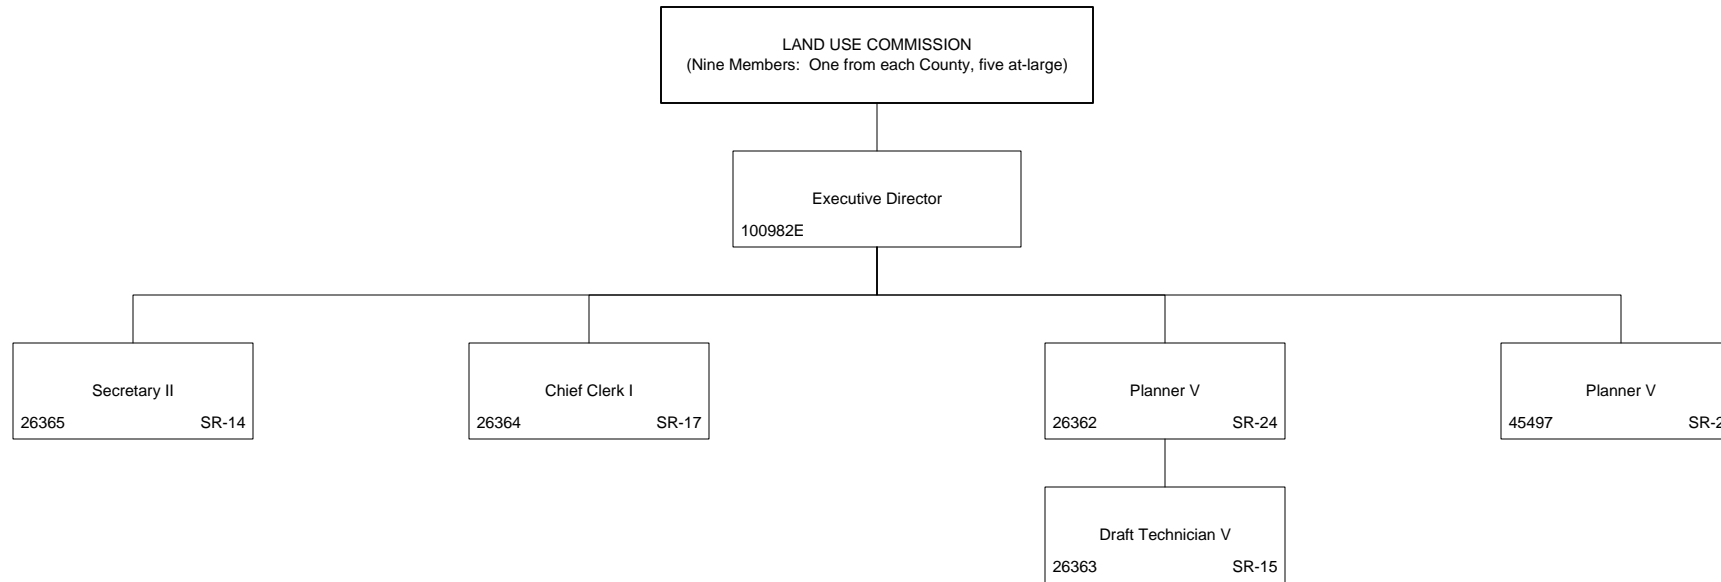 LAND USE COMMISSION
(Nine Members:  One from each County, five at-large)
Executive Director
100982E
Secretary II
26365 SR-14
Chief Clerk I
26364 SR-17
Planner V
26362 SR-24
Planner V
45497
Draft Technician V
26363 SR-15